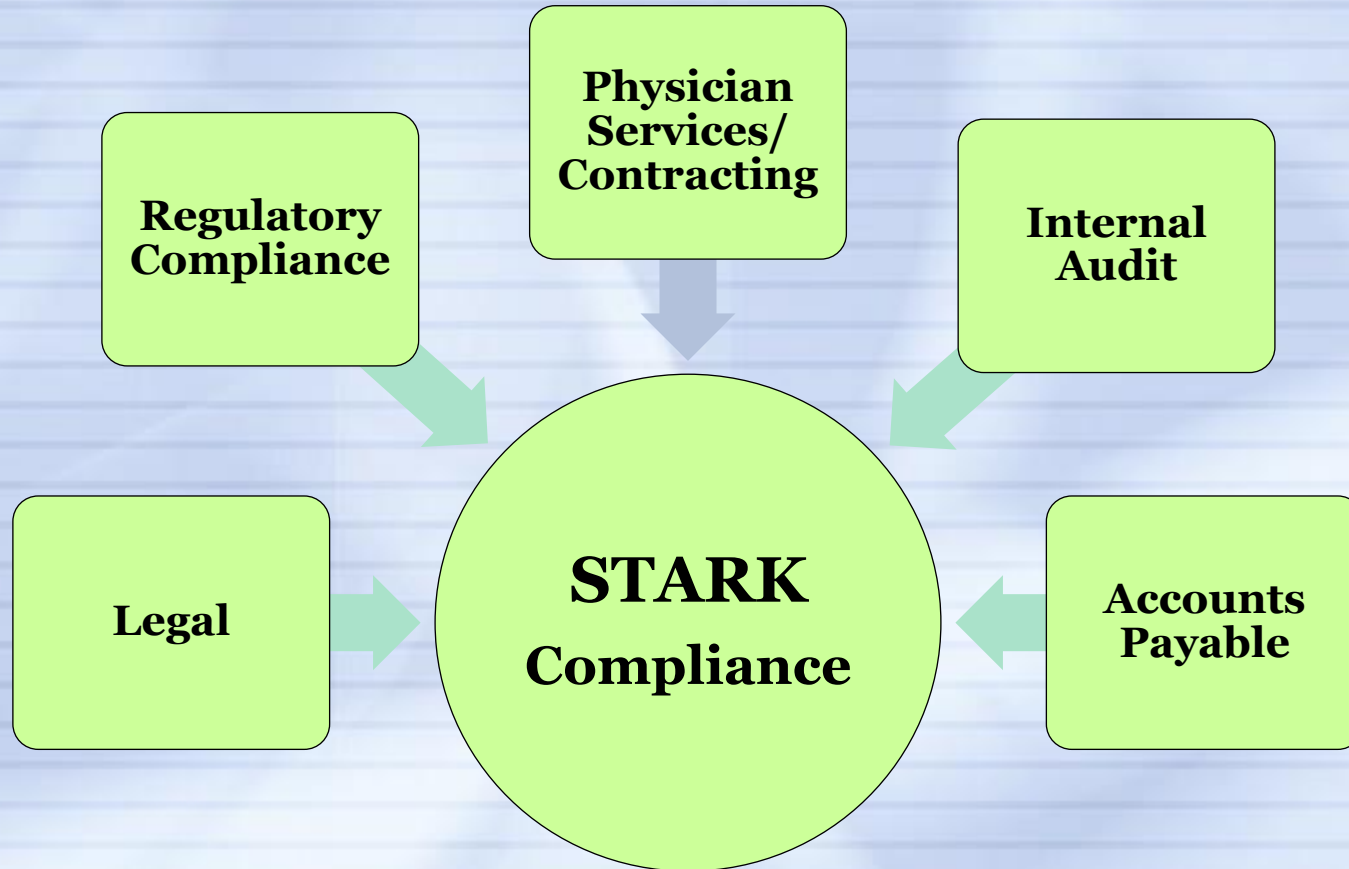 Physician
Services/
Contracting
Regulatory
Compliance
Internal
Audit
Legal
STARK
Compliance
Accounts
Payable